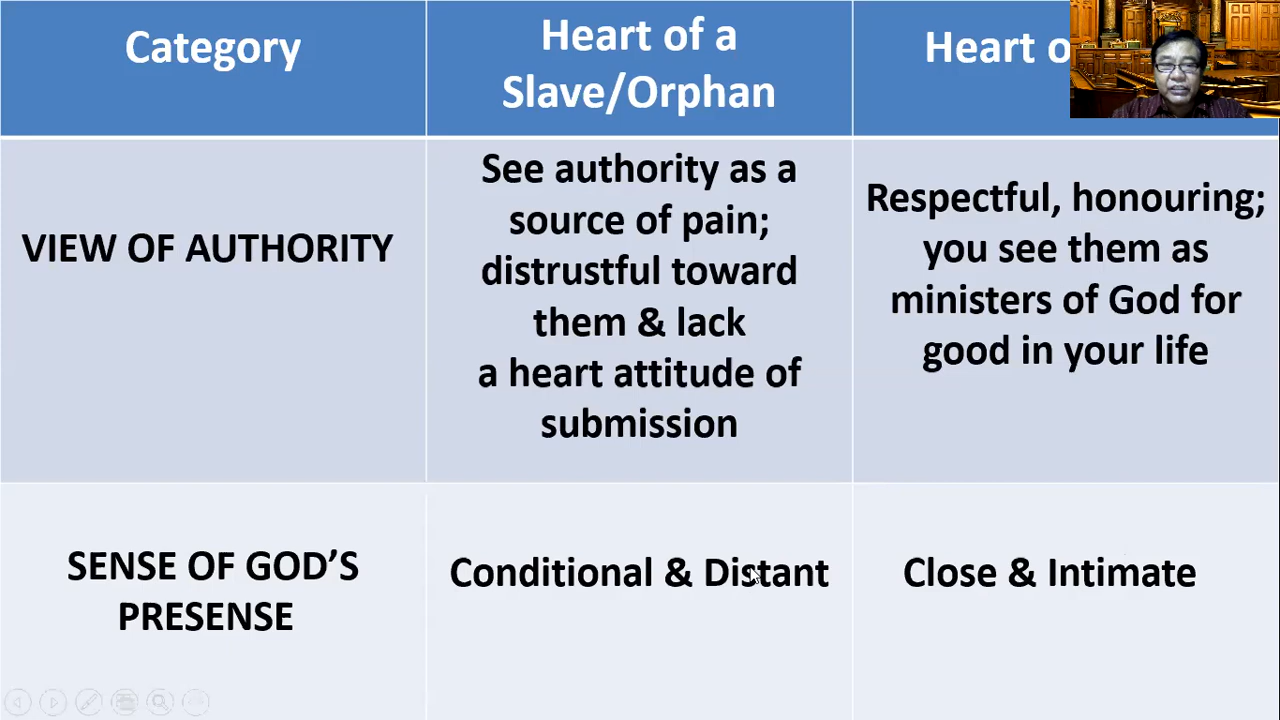 Category
Heart of a
Slave/Orphan
Heart
VIEW OF AUTHORITY
See authority as a
source of pain;
distrustful toward
them & lack
a heart attitude of
submission
Respectful, honouring;
you see them as
ministers of God for
good in your life
SENSE OF GOD’S
PRESENSE
Conditional & Distant
Close & Intimate